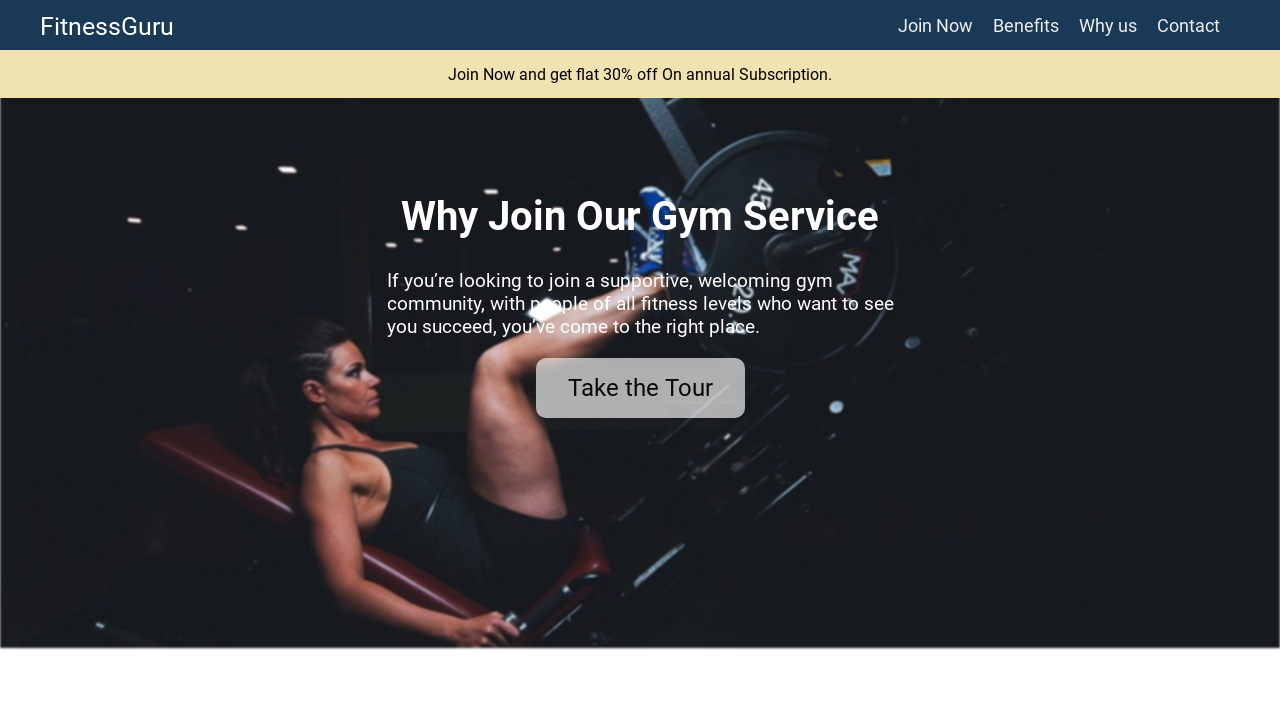 FitnessGuru
Join Now Benefits Why us Contact
Join Now and get flat 30% off On annual Subscription.
Why Join Our Gym Service
If you’re looking to join a supportive, welcoming gym
community, with people of all fitness levels who want to see
you succeed, you’ve come to the right place.
Take the Tour
45
MA